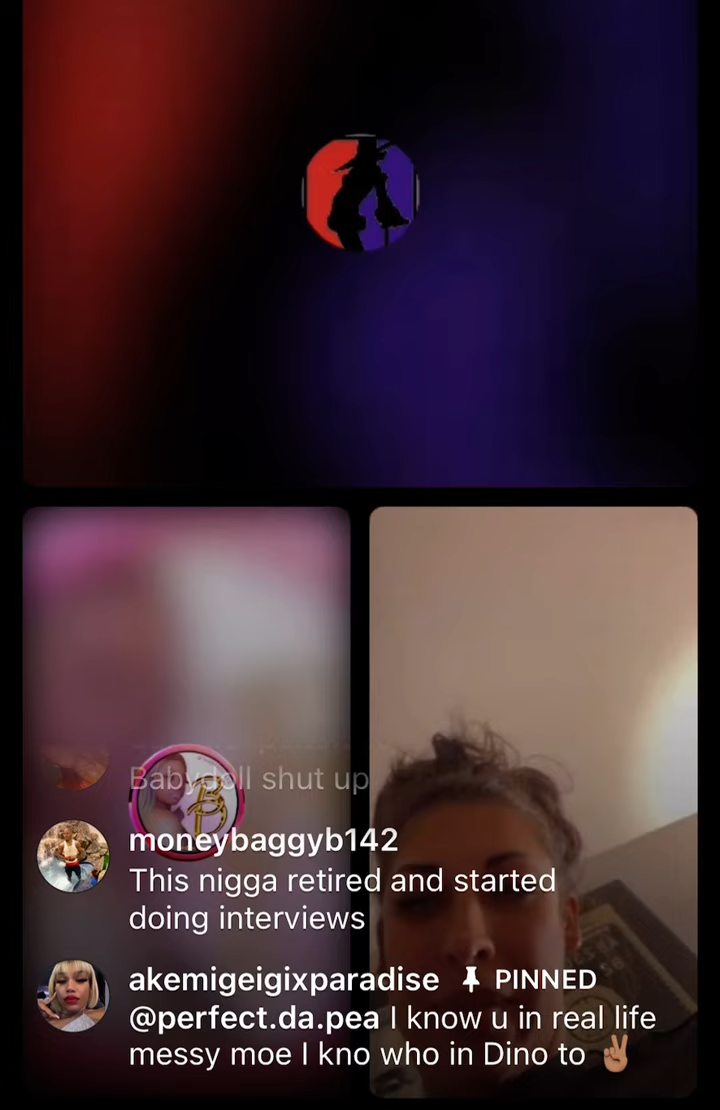 Babydoll shut up
moneybaggyb142
This nigga retired and started
doing interviews
akemigeigixparadise PINNED
@perfect.da.pea I know u in real life
messy moe I kno who in Dino to ✌🏽